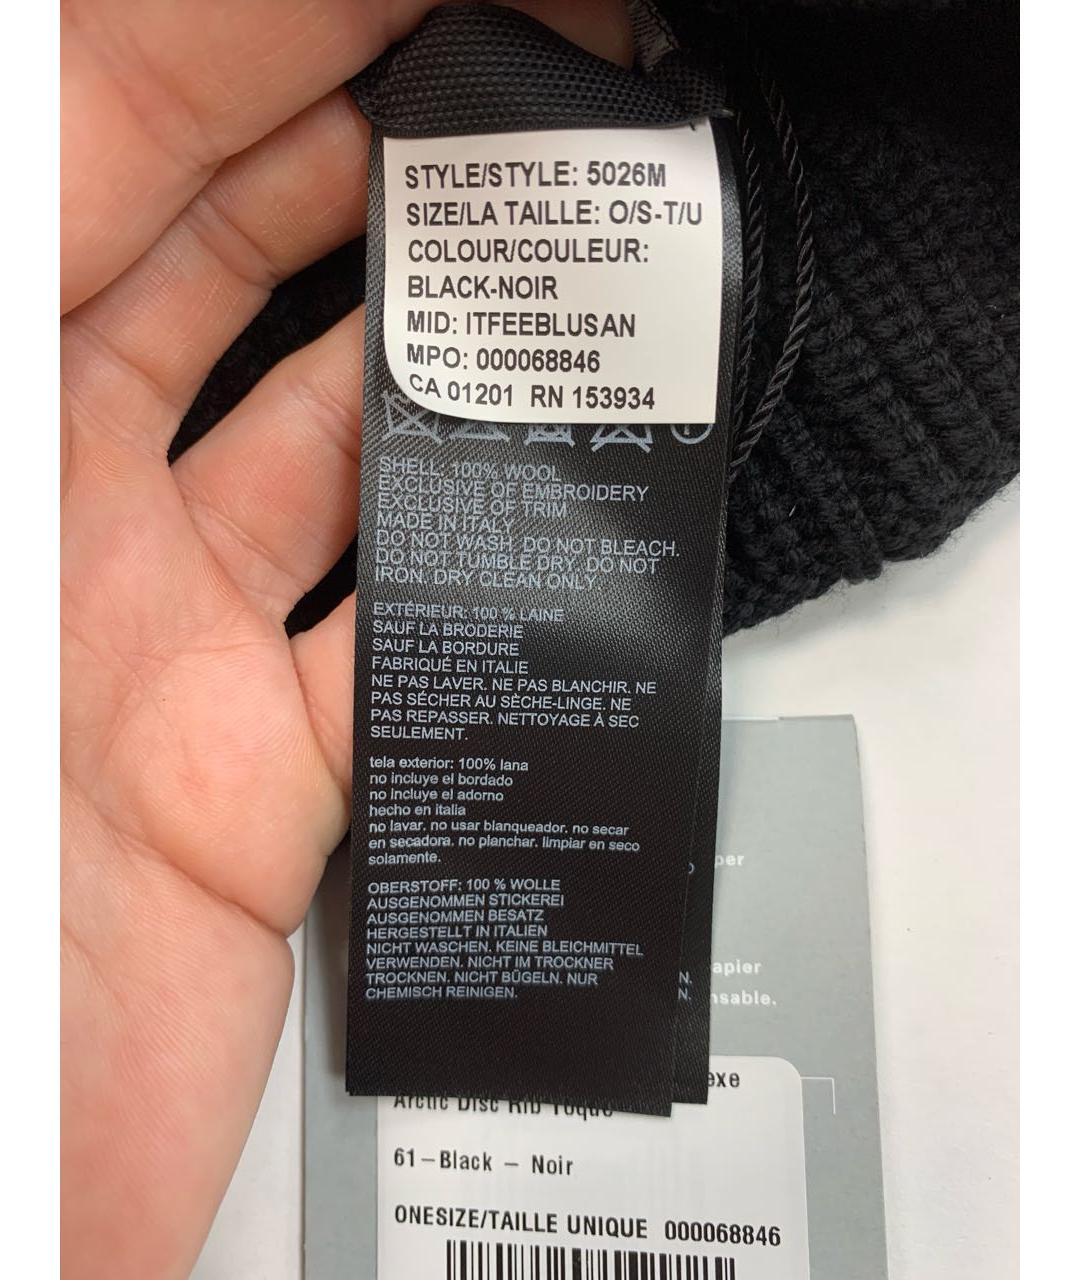 STYLE/STYLE: 5026M
SIZE/LA TAILLE: O/S-T/U
COLOUR/COULEUR:
BLACK-NOIR
MID: ITFEEBLUSAN
MPO: 000068846
CA 01201 RN 153934
SHELL: 100% WOOL
EXCLUSIVE OF EMBROIDERY
EXCLUSIVE OF TRIM
MADE IN ITALY
DO NOT WASH. DO NOT BLEACH.
DO NOT TUMBLE DRY. DO NOT
IRON. DRY CLEAN ONLY.
EXTÉRIEUR: 100 % LAINE
SAUF LA BRODERIE
SAUF LA BORDURE
FABRIQUÉ EN ITALIE
NE PAS LAVER. NE PAS BLANCHIR. NE
PAS SÉCHER AU SÈCHE-LINGE. NE
PAS REPASSER. NETTOYAGE À SEC
SEULEMENT.
tela exterior: 100% lana
no incluye el bordado
no incluye el adorno
hecho en italia
no lavar. no usar blanqueador. no secar
en secadora. no planchar. limpiar en seco
solamente.
OBERSTOFF: 100 % WOLLE
AUSGENOMMEN STICKEREI
AUSGENOMMEN BESATZ
HERGESTELLT IN ITALIEN
NICHT WASCHEN. KEINE BLEICHMITTEL
VERWENDEN. NICHT IM TROCKNER
TROCKNEN. NICHT BÜGELN. NUR
CHEMISCH REINIGEN.
N.
N.
per
apier
nsable.
exe
Arctic Disc Rib Toque
61 – Black – Noir
ONESIZE/TAILLE UNIQUE 000068846